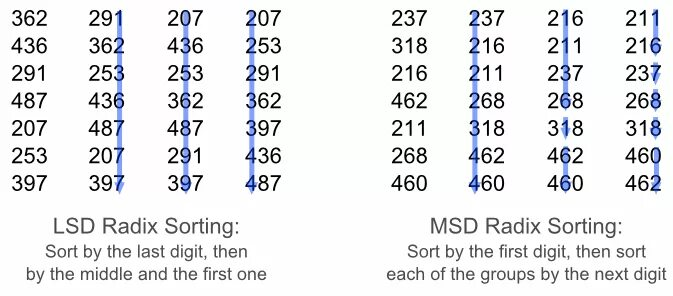 362 291 207 207 237 237 216 211
436 362 436 253 318 216 211 216
291 253 253 291 216 211 237 237
487 436 362 362 462 268 268 268
207 487 487 397 211 318 318 318
253 207 291 436 268 462 462 460
397 397 397 487 460 460 460 462
LSD Radix Sorting:
Sort by the last digit, then
by the middle and the first one
MSD Radix Sorting:
Sort by the first digit, then sort
each of the groups by the next digit